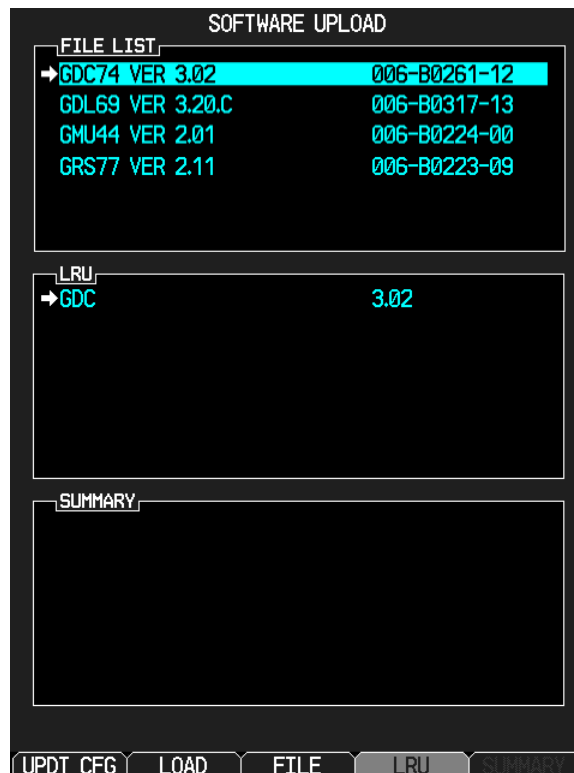 SOFTWARE UPLOAD
FILE LIST
GDC74 VER 3.02 006-B0261-12
GDL69 VER 3.20.C 006-B0317-13
GMU44 VER 2.01 006-B0224-00
GRS77 VER 2.11 006-B0223-09
LRU
GDC 3.02
SUMMARY
UPDT CFG LOAD FILE LRU SUMMARY